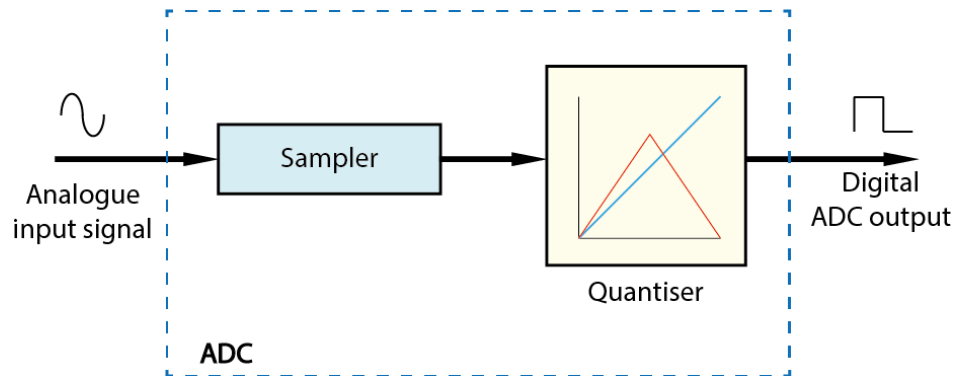 Analogue
input signal
Sampler
Quantiser
Digital
ADC output
ADC